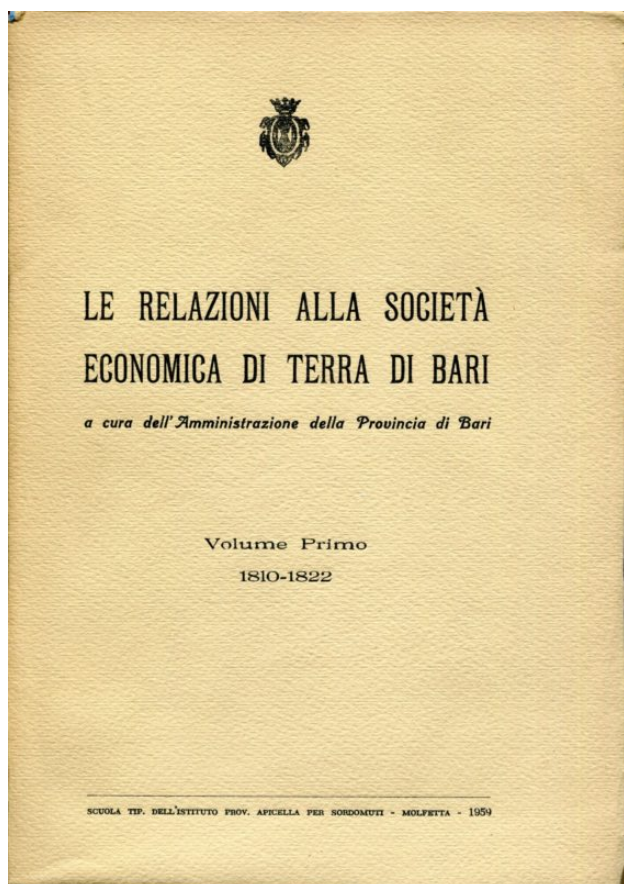 LE RELAZIONI ALLA SOCIETÀ
ECONOMICA DI TERRA DI BARI
a cura dell'Amministrazione della Provincia di Bari
Volume Primo
1810-1822
SCUOLA TIP. DELL'ISTITUTO PROV. APICELLA PER SORDOMUTI - MOLFETTA - 1959